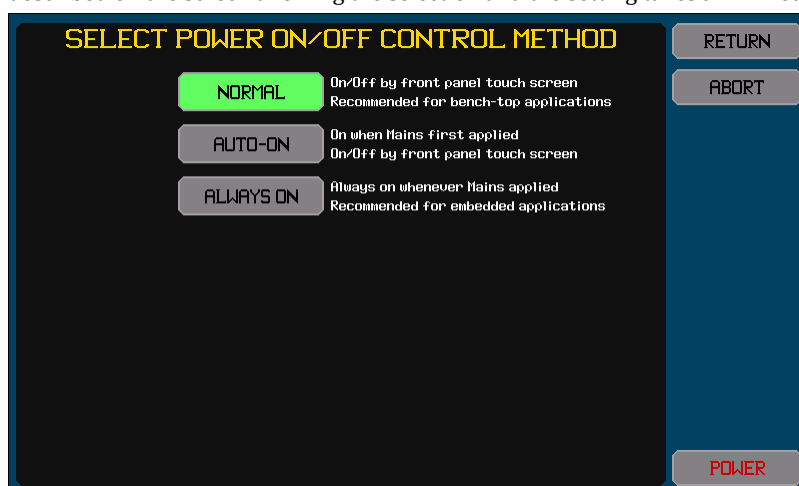 SELECT POWER ON/OFF CONTROL METHOD
RETURN
ABORT
NORMAL
On/Off by front panel touch screen
Recommended for bench-top applications
AUTO-ON
On when Mains first applied
On/Off by front panel touch screen
ALWAYS ON
Always on whenever Mains applied
Recommended for embedded applications
POWER